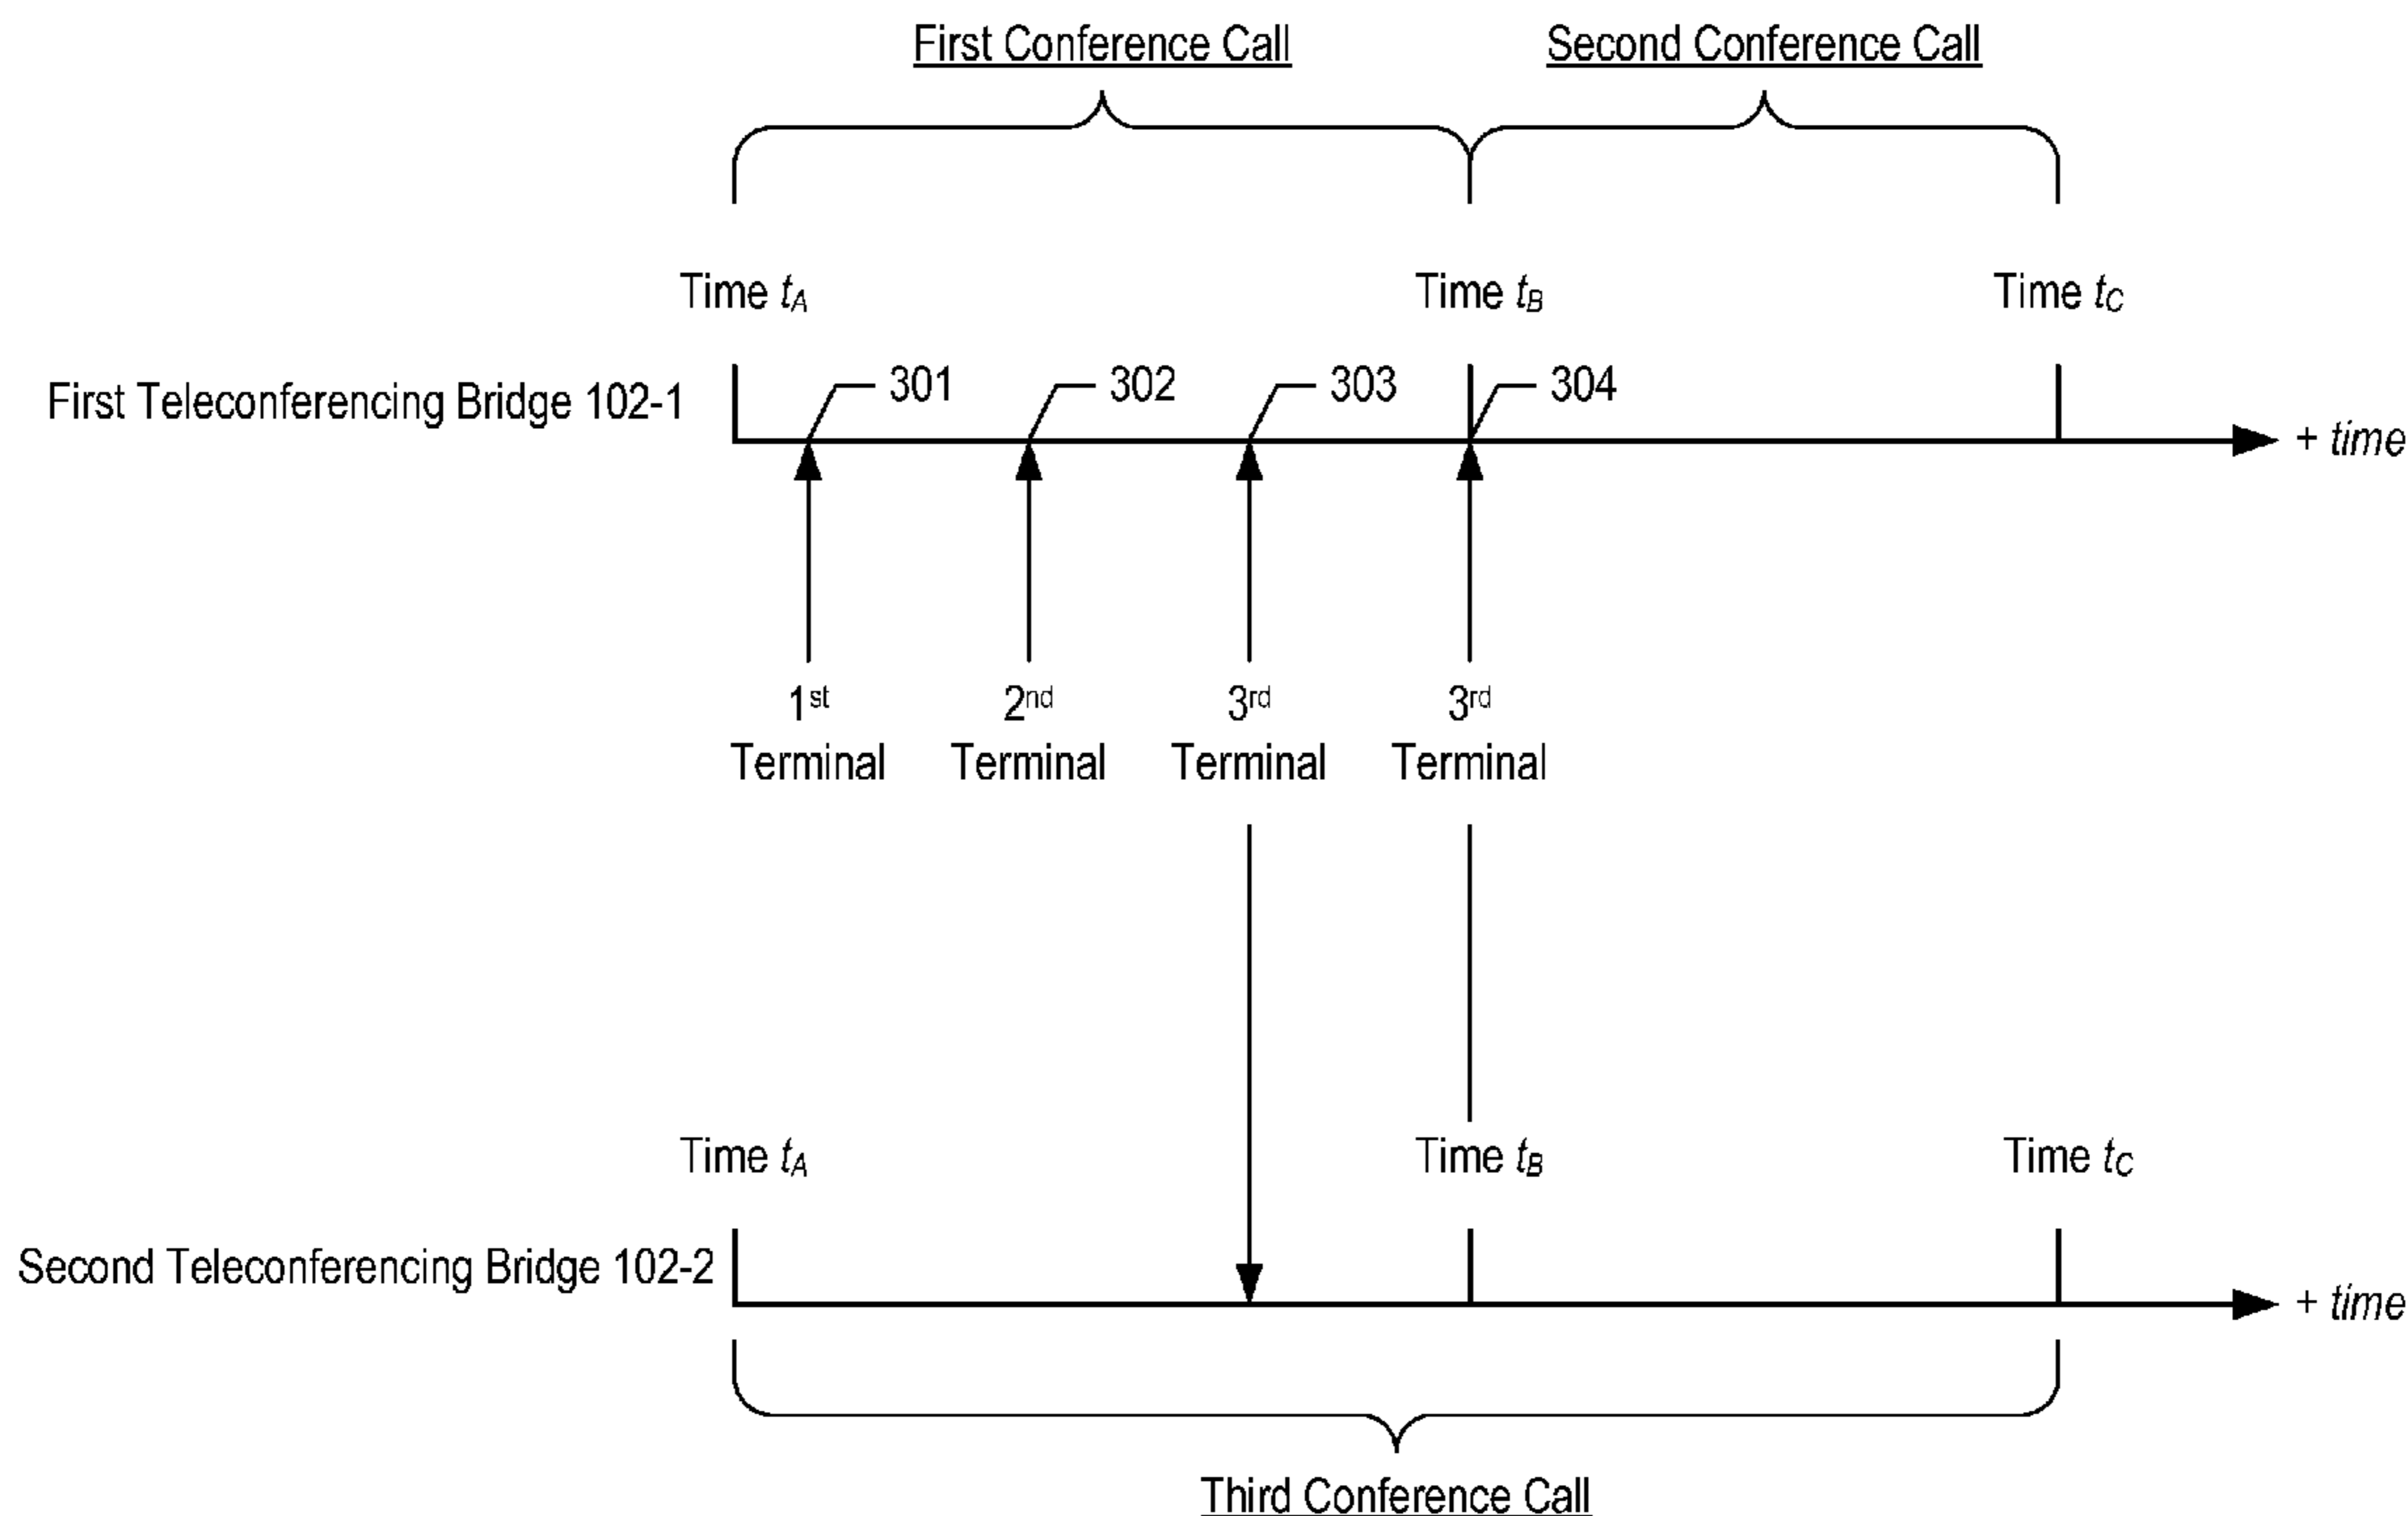 First Conference Call
Second Conference Call
Time tA
Time tB
Time tC
First Teleconferencing Bridge 102-1
301
302
303
304
+ time
1st
Terminal
2nd
Terminal
3rd
Terminal
3rd
Terminal
Time tA
Time tB
Time tC
Second Teleconferencing Bridge 102-2
+ time
Third Conference Call